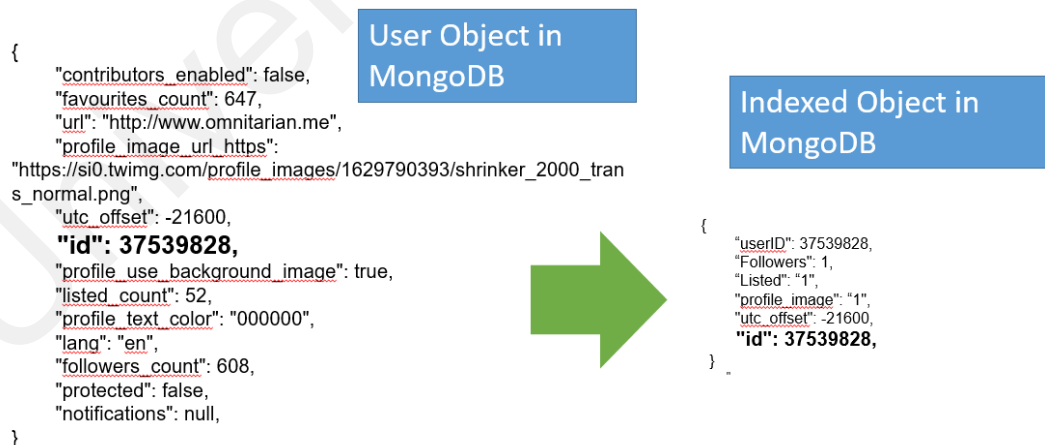 User Object in
MongoDB
{
"contributors_enabled": false,
"favourites_count": 647,
"url": "http://www.omnitarian.me",
"profile_image_url_https":
"https://si0.twimg.com/profile_images/1629790393/shrinker_2000_tran
s_normal.png",
"utc_offset": -21600,
"id": 37539828,
"profile_use_background_image": true,
"listed_count": 52,
"profile_text_color": "000000",
"lang": "en",
"followers_count": 608,
"protected": false,
"notifications": null,
}
Indexed Object in
MongoDB
{
“userID": 37539828,
“Followers": 1,
“Listed": “1",
"profile_image": “1",
"utc_offset": -21600,
"id": 37539828,
}
"